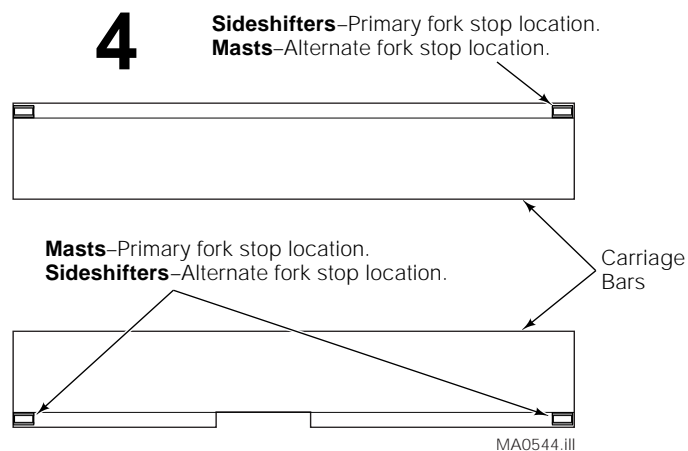 4
Sideshifters–Primary fork stop location.
Masts–Alternate fork stop location.
Masts–Primary fork stop location.
Sideshifters–Alternate fork stop location.
Carriage
Bars
MA0544.ill